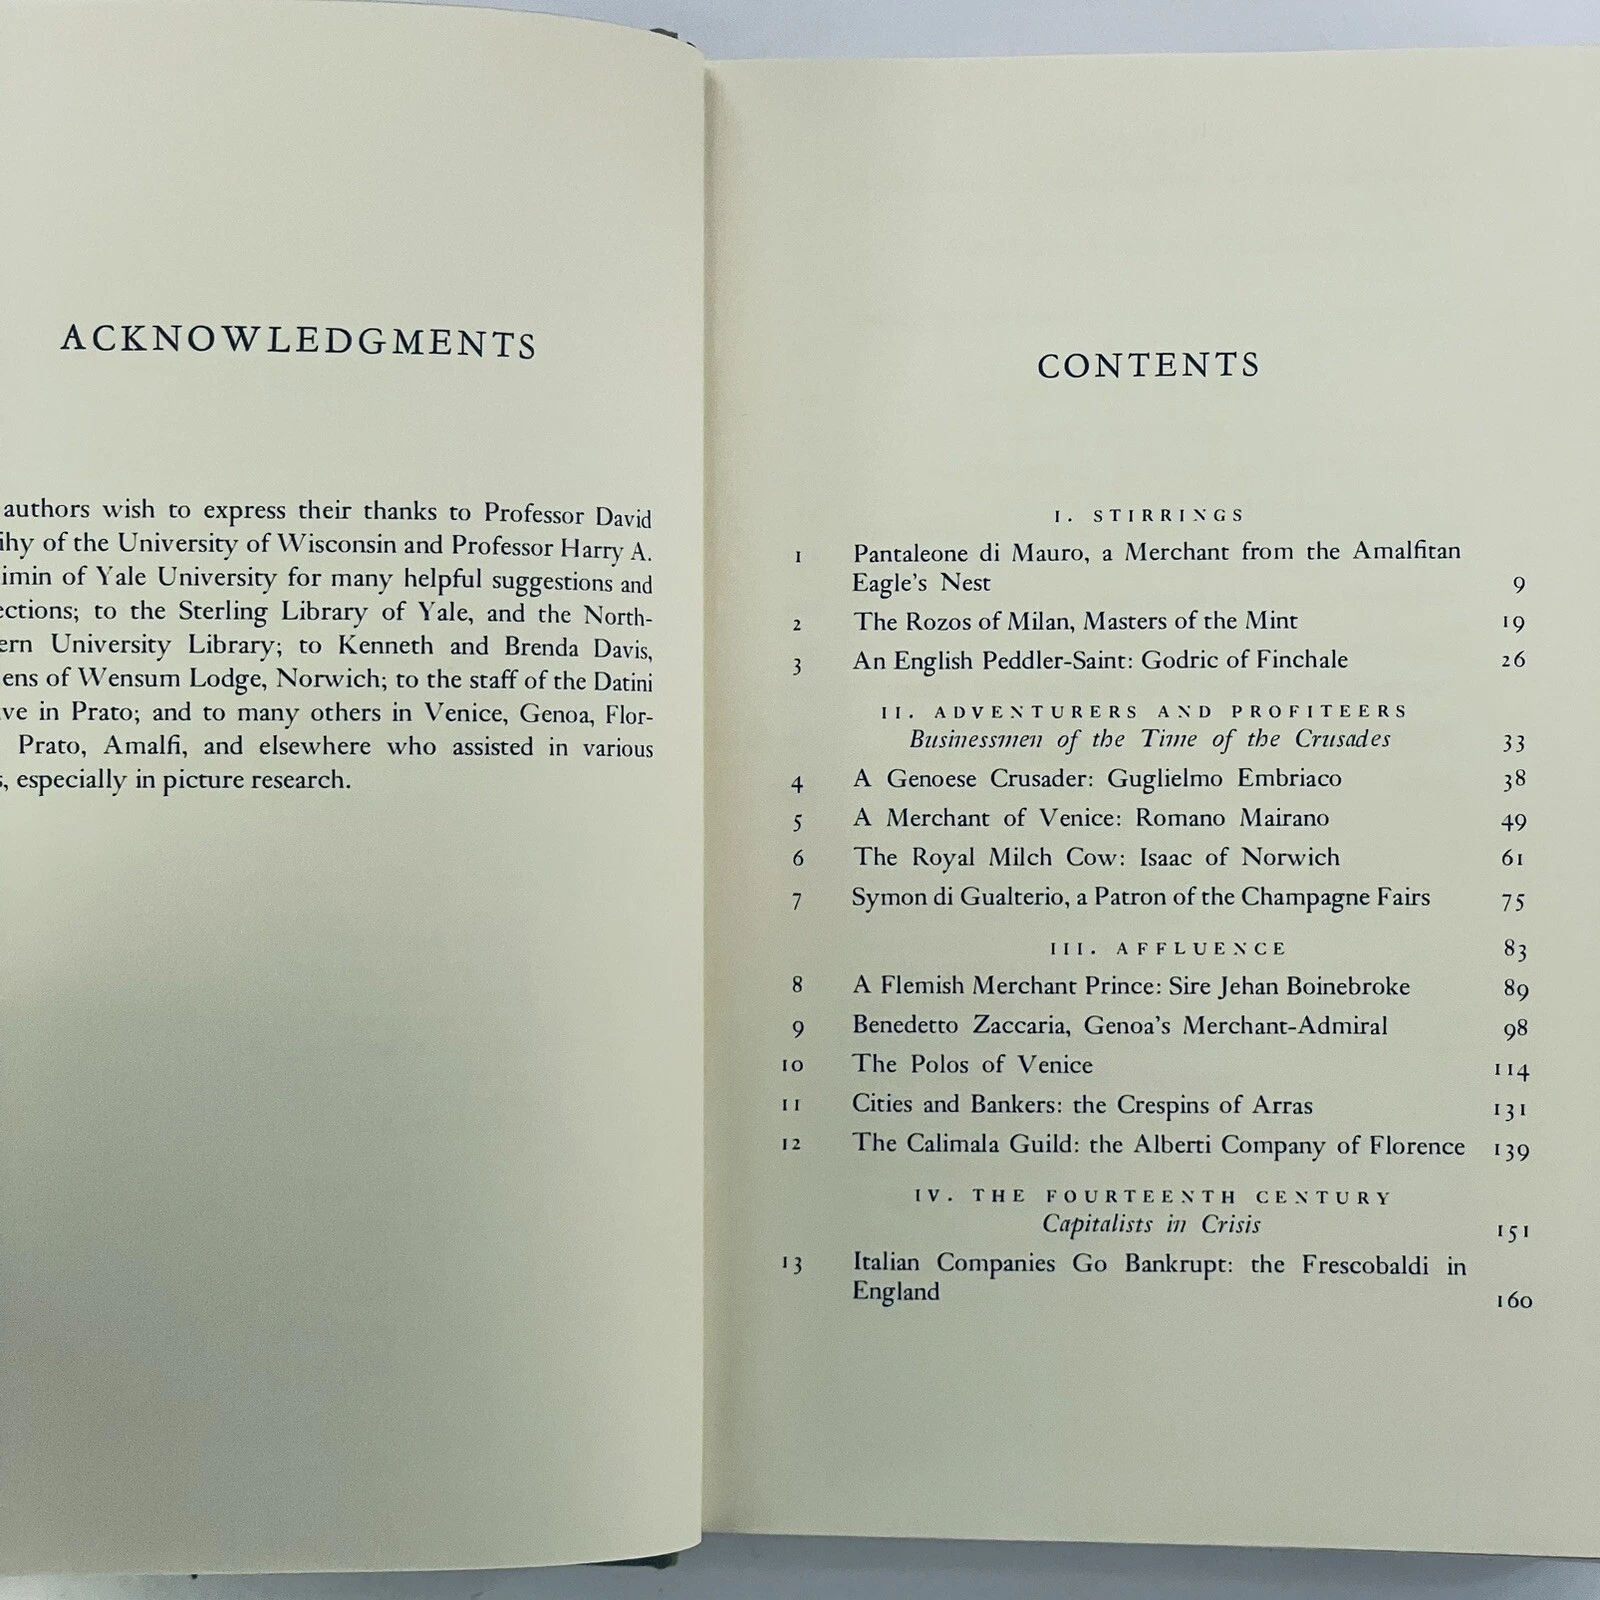 ACKNOWLEDGMENTS
authors wish to express their thanks to Professor David
ihy of the University of Wisconsin and Professor Harry A.
imin of Yale University for many helpful suggestions and
ections; to the Sterling Library of Yale, and the North-
ern University Library; to Kenneth and Brenda Davis,
ens of Wensum Lodge, Norwich; to the staff of the Datini
ve in Prato; and to many others in Venice, Genoa, Flor-
Prato, Amalfi, and elsewhere who assisted in various
s, especially in picture research.
CONTENTS
I. STIRRINGS
1 Pantaleone di Mauro, a Merchant from the Amalfitan
Eagle's Nest 9
2 The Rozos of Milan, Masters of the Mint 19
3 An English Peddler-Saint: Godric of Finchale 26
II. ADVENTURERS AND PROFITEERS
Businessmen of the Time of the Crusades 33
4 A Genoese Crusader: Guglielmo Embriaco 38
5 A Merchant of Venice: Romano Mairano 49
6 The Royal Milch Cow: Isaac of Norwich 61
7 Symon di Gualterio, a Patron of the Champagne Fairs 75
III. AFFLUENCE 83
8 A Flemish Merchant Prince: Sire Jehan Boinebroke 89
9 Benedetto Zaccaria, Genoa's Merchant-Admiral 98
10 The Polos of Venice 114
11 Cities and Bankers: the Crespins of Arras 131
12 The Calimala Guild: the Alberti Company of Florence 139
IV. THE FOURTEENTH CENTURY
Capitalists in Crisis 151
13 Italian Companies Go Bankrupt: the Frescobaldi in
England 160